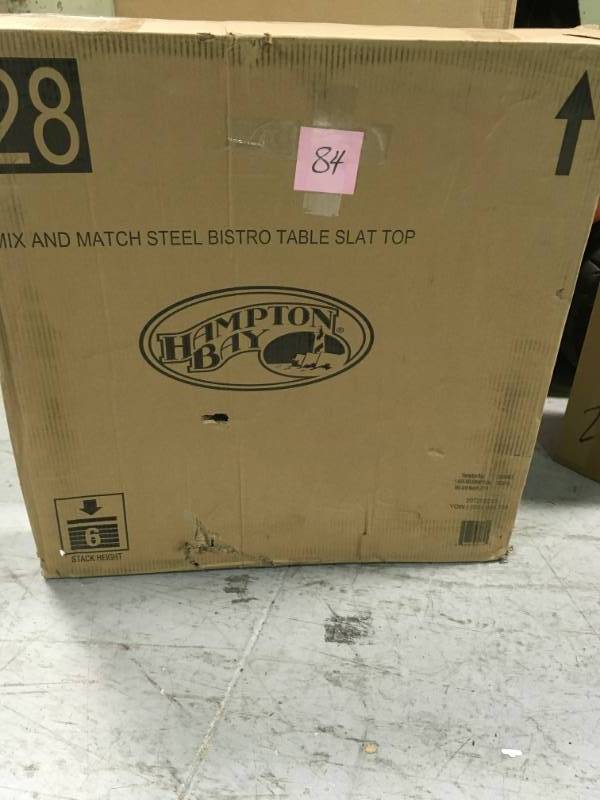 28
84
MIX AND MATCH STEEL BISTRO TABLE SLAT TOP
HAMPTON
BAY®
6
STACK HEIGHT